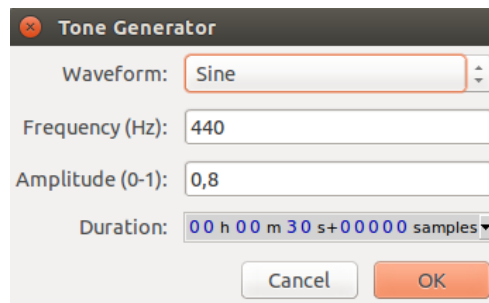 Tone Generator
Waveform: Sine
Frequency (Hz): 440
Amplitude (0-1): 0,8
Duration: 00 h 00 m 30 s+00000 samples
Cancel OK